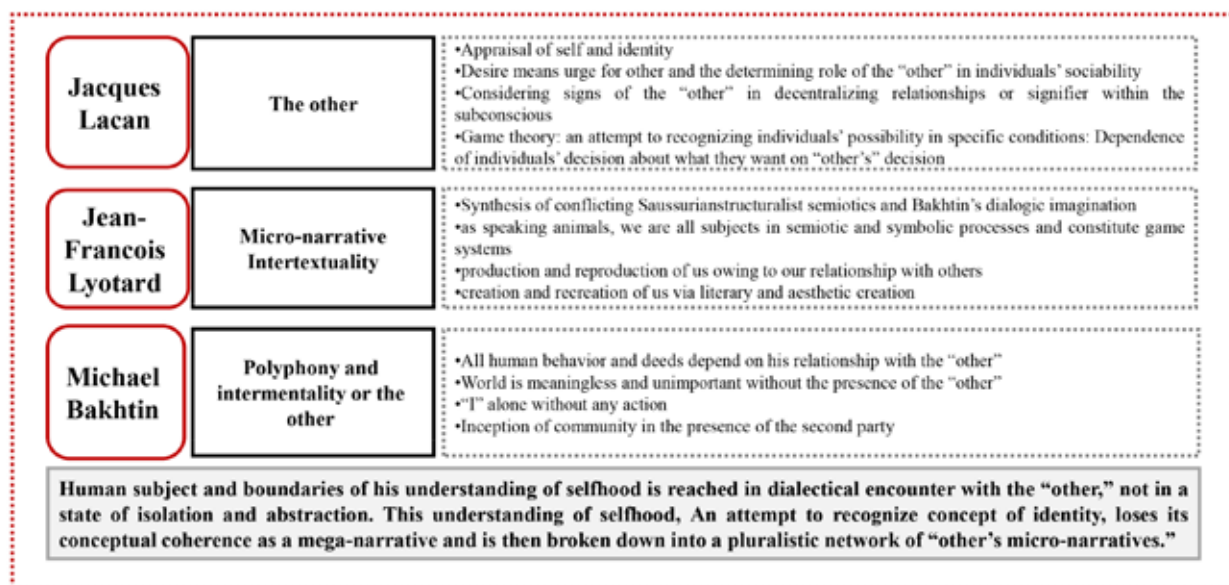 Jacques
Lacan
The other
•Appraisal of self and identity
•Desire means urge for other and the determining role of the “other” in individuals’ sociability
•Considering signs of the “other” in decentralizing relationships or signifier within the
subconscious
•Game theory: an attempt to recognizing individuals’ possibility in specific conditions: Dependence
of individuals’ decision about what they want on “other’s” decision
Jean-
Francois
Lyotard
Micro-narrative
Intertextuality
•Synthesis of conflicting Saussurianstructuralist semiotics and Bakhtin’s dialogic imagination
•as speaking animals, we are all subjects in semiotic and symbolic processes and constitute game
systems
•production and reproduction of us owing to our relationship with others
•creation and recreation of us via literary and aesthetic creation
Michael
Bakhtin
Polyphony and
intermentality or the
other
•All human behavior and deeds depend on his relationship with the “other”
•World is meaningless and unimportant without the presence of the “other”
•“I” alone without any action
•Inception of community in the presence of the second party
Human subject and boundaries of his understanding of selfhood is reached in dialectical encounter with the “other,” not in a
state of isolation and abstraction. This understanding of selfhood, An attempt to recognize concept of identity, loses its
conceptual coherence as a mega-narrative and is then broken down into a pluralistic network of “other’s micro-narratives.”